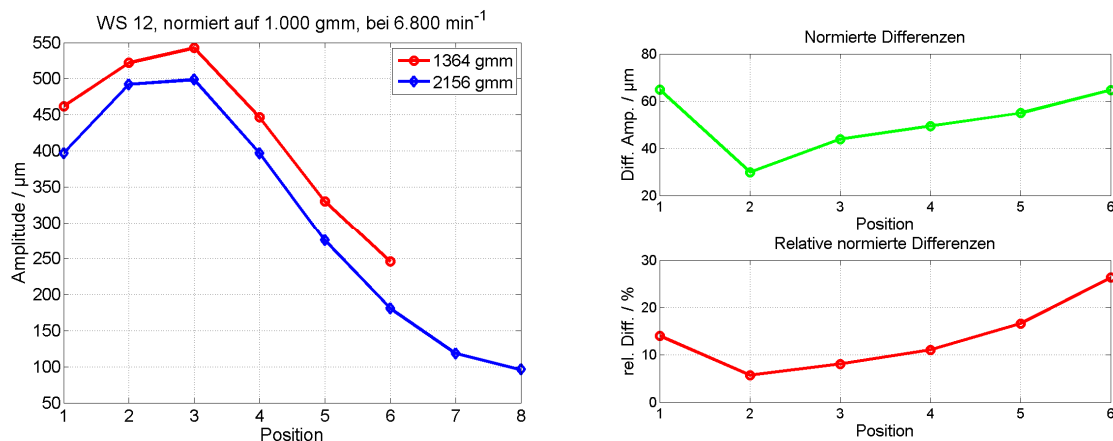 WS 12, normiert auf 1.000 gmm, bei 6.800 min⁻¹
550
500
450
400
350
300
250
200
150
100
50
Amplitude / µm
1364 gmm
2156 gmm
1 2 3 4 5 6 7 8
Position
Normierte Differenzen
80
60
40
20
Diff. Amp. / µm
1 2 3 4 5 6
Position
Relative normierte Differenzen
30
20
10
0
rel. Diff. / %
1 2 3 4 5 6
Position